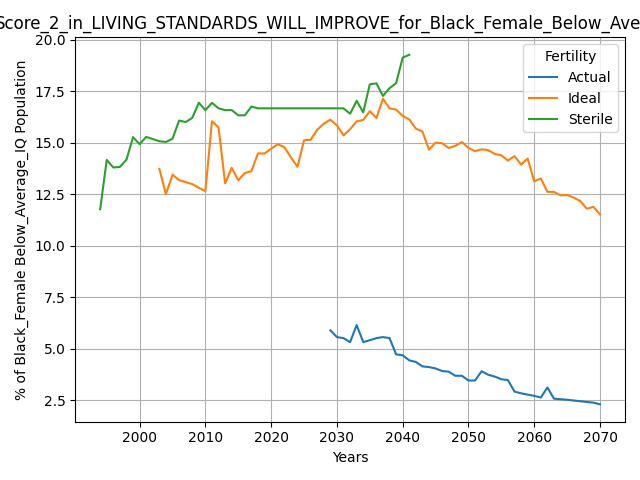 Score_2_in_LIVING_STANDARDS_WILL_IMPROVE_for_Black_Female_Below_Ave
Fertility
Actual
Ideal
Sterile
% of Black_Female Below_Average_IQ Population
20.0
17.5
15.0
12.5
10.0
7.5
5.0
2.5
2000 2010 2020 2030 2040 2050 2060 2070
Years